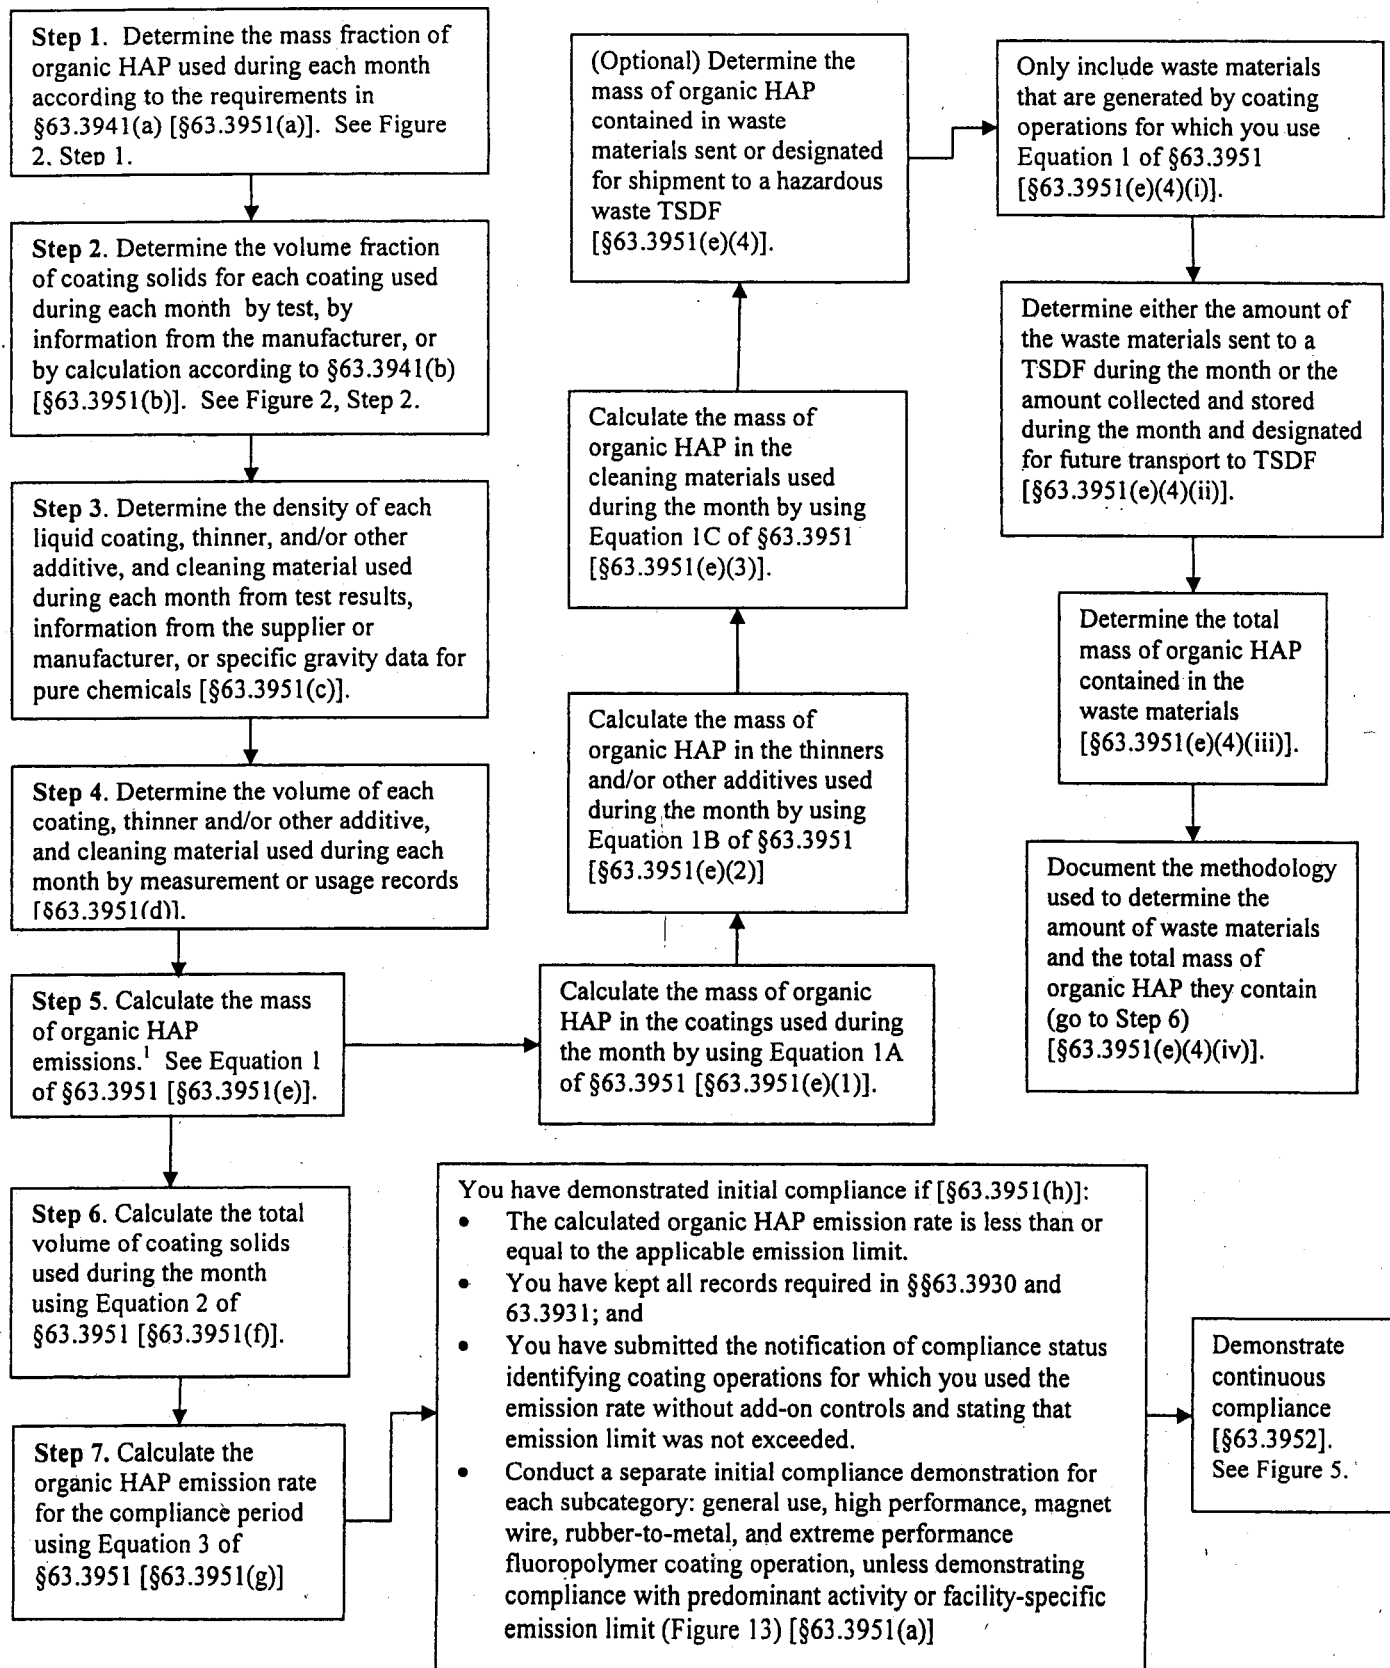 Step 1. Determine the mass fraction of
organic HAP used during each month
according to the requirements in
§63.3941(a) [§63.3951(a)]. See Figure
2, Step 1.
Step 2. Determine the volume fraction
of coating solids for each coating used
during each month by test, by
information from the manufacturer, or
by calculation according to §63.3941(b)
[§63.3951(b)]. See Figure 2, Step 2.
Step 3. Determine the density of each
liquid coating, thinner, and/or other
additive, and cleaning material used
during each month from test results,
information from the supplier or
manufacturer, or specific gravity data for
pure chemicals [§63.3951(c)].
Step 4. Determine the volume of each
coating, thinner and/or other additive,
and cleaning material used during each
month by measurement or usage records
[§63.3951(d)].
Step 5. Calculate the mass
of organic HAP
emissions.¹ See Equation 1
of §63.3951 [§63.3951(e)].
Calculate the mass of organic
HAP in the coatings used during
the month by using Equation 1A
of §63.3951 [§63.3951(e)(1)].
Calculate the mass of
organic HAP in the thinners
and/or other additives used
during the month by using
Equation 1B of §63.3951
[§63.3951(e)(2)]
Calculate the mass of
organic HAP in the
cleaning materials used
during the month by using
Equation 1C of §63.3951
[§63.3951(e)(3)].
(Optional) Determine the
mass of organic HAP
contained in waste
materials sent or designated
for shipment to a hazardous
waste TSDF
[§63.3951(e)(4)].
Only include waste materials
that are generated by coating
operations for which you use
Equation 1 of §63.3951
[§63.3951(e)(4)(i)].
Determine either the amount of
the waste materials sent to a
TSDF during the month or the
amount collected and stored
during the month and designated
for future transport to TSDF
[§63.3951(e)(4)(ii)].
Determine the total
mass of organic HAP
contained in the
waste materials
[§63.3951(e)(4)(iii)].
Document the methodology
used to determine the
amount of waste materials
and the total mass of
organic HAP they contain
(go to Step 6)
[§63.3951(e)(4)(iv)].
Step 6. Calculate the total
volume of coating solids
used during the month
using Equation 2 of
§63.3951 [§63.3951(f)].
Step 7. Calculate the
organic HAP emission rate
for the compliance period
using Equation 3 of
§63.3951 [§63.3951(g)]
You have demonstrated initial compliance if [§63.3951(h)]:
• The calculated organic HAP emission rate is less than or
equal to the applicable emission limit.
• You have kept all records required in §§63.3930 and
63.3931; and
• You have submitted the notification of compliance status
identifying coating operations for which you used the
emission rate without add-on controls and stating that
emission limit was not exceeded.
• Conduct a separate initial compliance demonstration for
each subcategory: general use, high performance, magnet
wire, rubber-to-metal, and extreme performance
fluoropolymer coating operation, unless demonstrating
compliance with predominant activity or facility-specific
emission limit (Figure 13) [§63.3951(a)]
Demonstrate
continuous
compliance
[§63.3952].
See Figure 5.